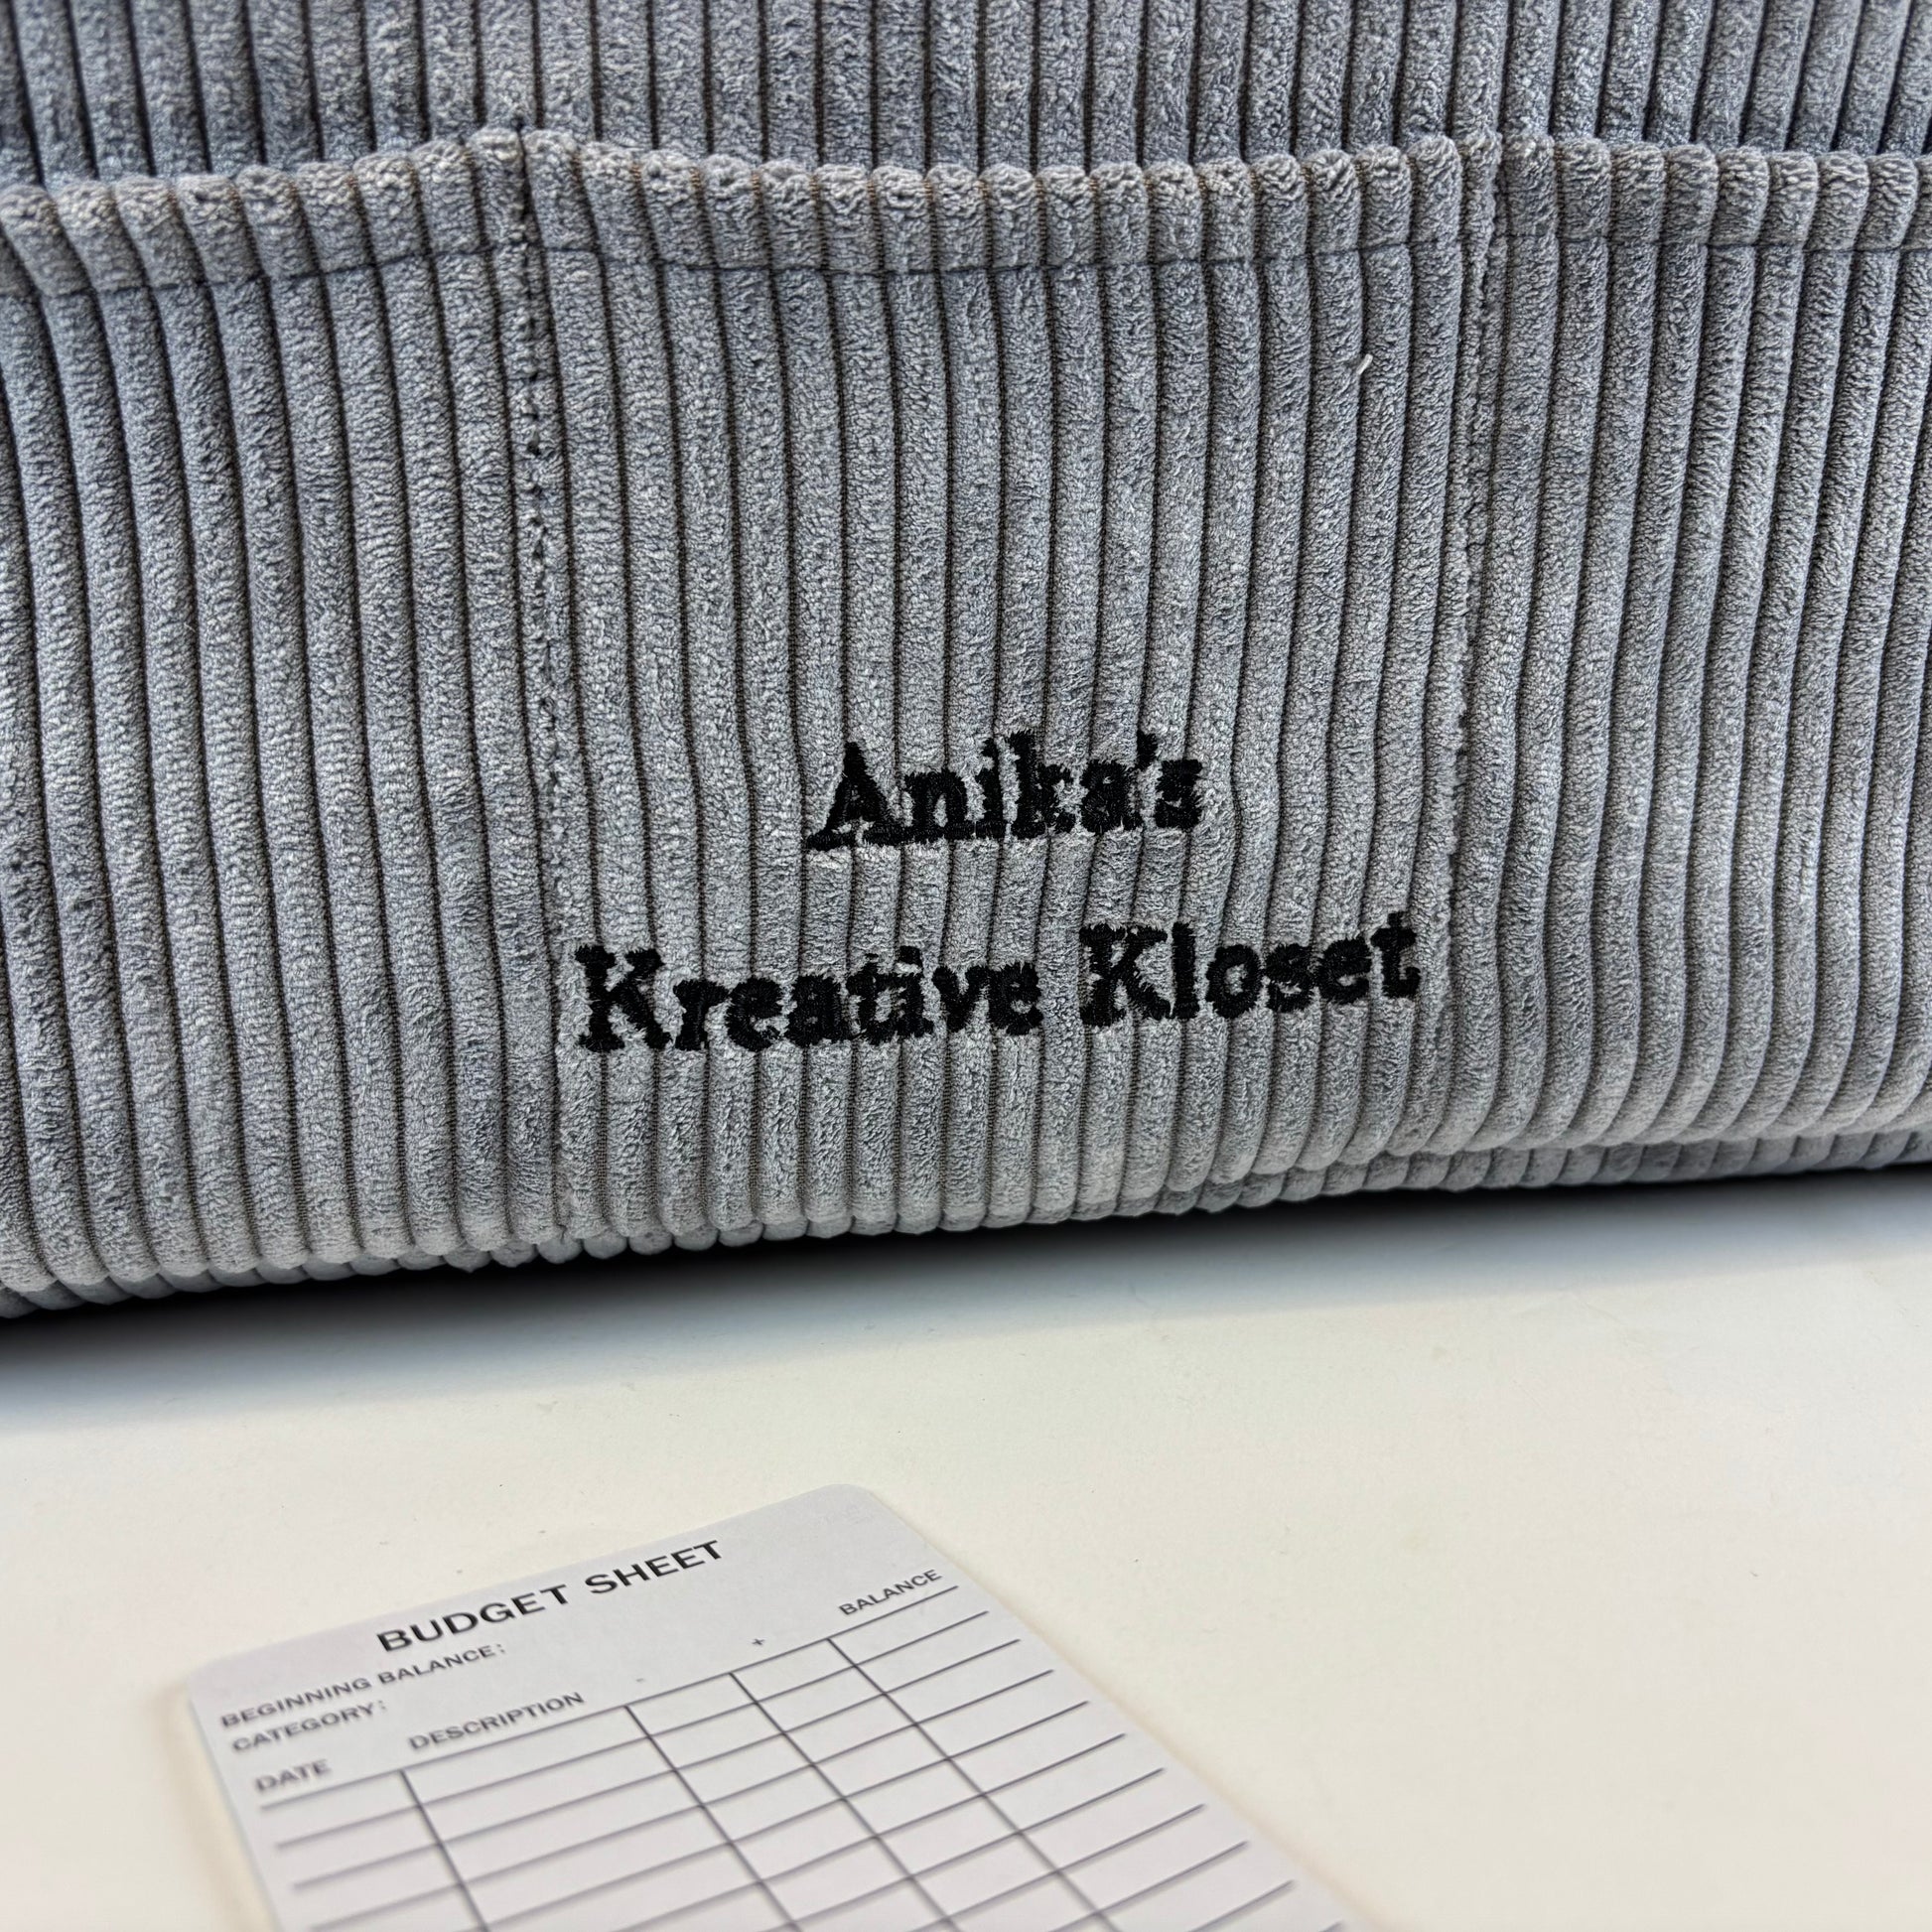 Anika's
Kreative Kloset
BUDGET SHEET
BEGINNING BALANCE:
CATEGORY:
DATE DESCRIPTION - + BALANCE